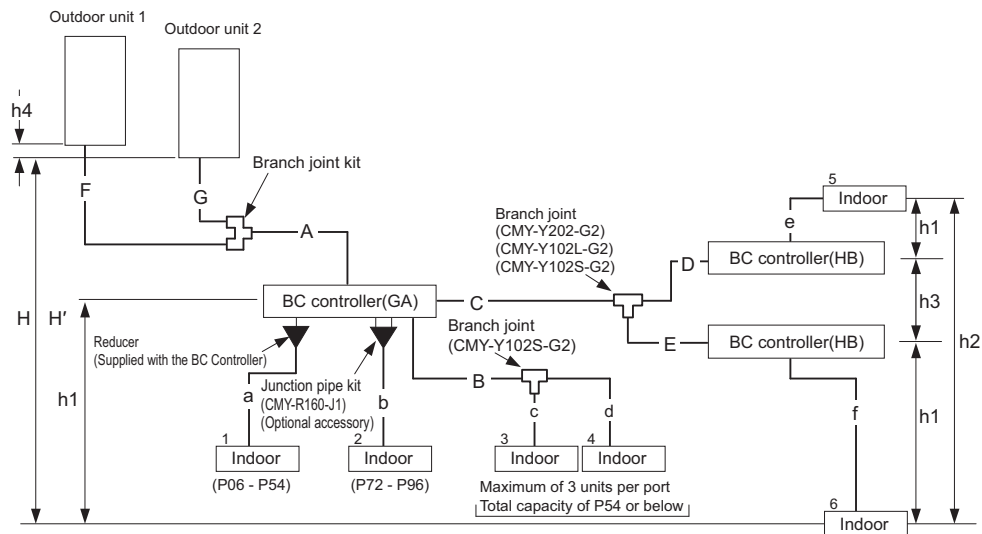 Outdoor unit 1
Outdoor unit 2
h4
Branch joint kit
F
G
A
H
H'
h1
BC controller(GA)
Reducer
(Supplied with the BC Controller)
Junction pipe kit
(CMY-R160-J1)
(Optional accessory)
a
b
1
Indoor
(P06 - P54)
2
Indoor
(P72 - P96)
C
Branch joint
(CMY-Y202-G2)
(CMY-Y102L-G2)
(CMY-Y102S-G2)
Branch joint
(CMY-Y102S-G2)
B
c
d
3
Indoor
4
Indoor
Maximum of 3 units per port
Total capacity of P54 or below
D
E
5
Indoor
e
BC controller(HB)
BC controller(HB)
f
6
Indoor
h1
h3
h2
h1